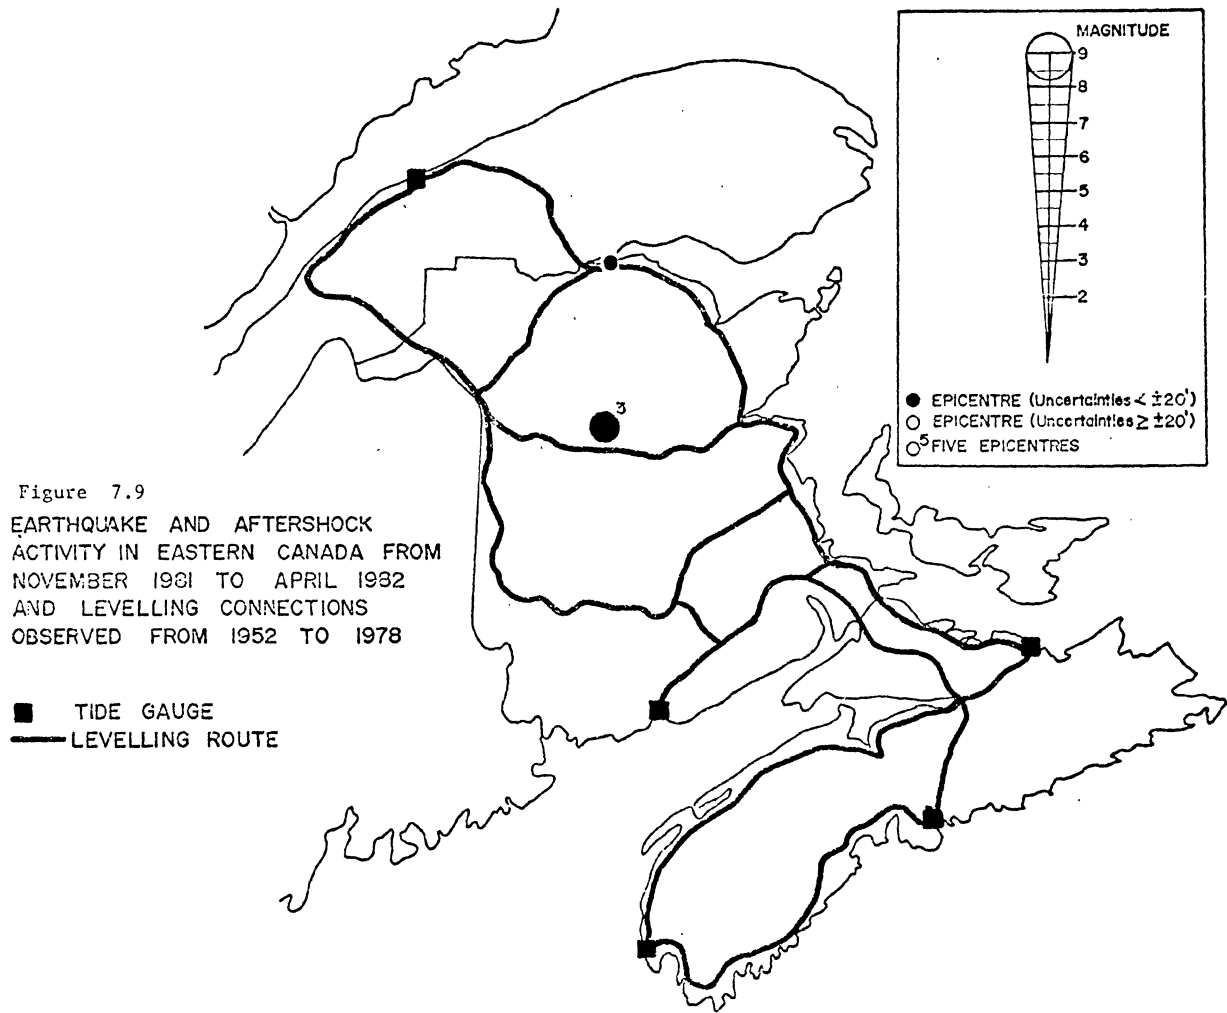 MAGNITUDE
9
8
7
6
5
4
3
2
EPICENTRE (Uncertainties < ±20')
EPICENTRE (Uncertainties ≥ ±20')
5 FIVE EPICENTRES
3
Figure 7.9
EARTHQUAKE AND AFTERSHOCK
ACTIVITY IN EASTERN CANADA FROM
NOVEMBER 1981 TO APRIL 1982
AND LEVELLING CONNECTIONS
OBSERVED FROM 1952 TO 1978
TIDE GAUGE
LEVELLING ROUTE